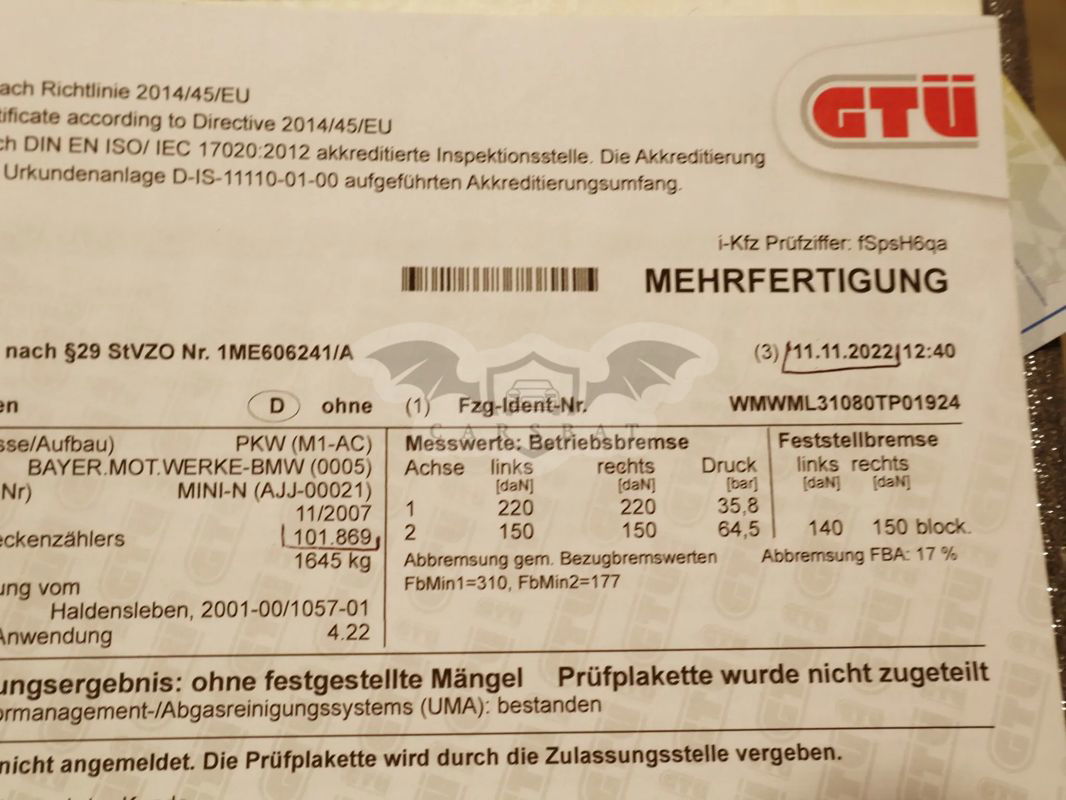 GTÜ
ach Richtlinie 2014/45/EU
tificate according to Directive 2014/45/EU
ch DIN EN ISO/ IEC 17020:2012 akkreditierte Inspektionsstelle. Die Akkreditierung
Urkundenanlage D-IS-11110-01-00 aufgeführten Akkreditierungsumfang.
i-Kfz Prüfziffer: fSpsH6qa
MEHRFERTIGUNG
nach §29 StVZO Nr. 1ME606241/A (3) 11.11.2022 12:40
en D ohne (1) Fzg-Ident-Nr. WMWML31080TP01924
CARSBAT
sse/Aufbau) PKW (M1-AC) Messwerte: Betriebsbremse Feststellbremse
BAYER.MOT.WERKE-BMW (0005) Achse links rechts Druck links rechts
[daN] [daN] [bar] [daN] [daN]
Nr) MINI-N (AJJ-00021)
11/2007 1 220 220 35,8
eckenzählers 101.869 2 150 150 64,5 140 150 block.
1645 kg Abbremsung gem. Bezugbremswerten Abbremsung FBA: 17 %
ung vom FbMin1=310, FbMin2=177
Haldensleben, 2001-00/1057-01
Anwendung 4.22
ungsergebnis: ohne festgestellte Mängel Prüfplakette wurde nicht zugeteilt
ormanagement-/Abgasreinigungssystems (UMA): bestanden
nicht angemeldet. Die Prüfplakette wird durch die Zulassungsstelle vergeben.